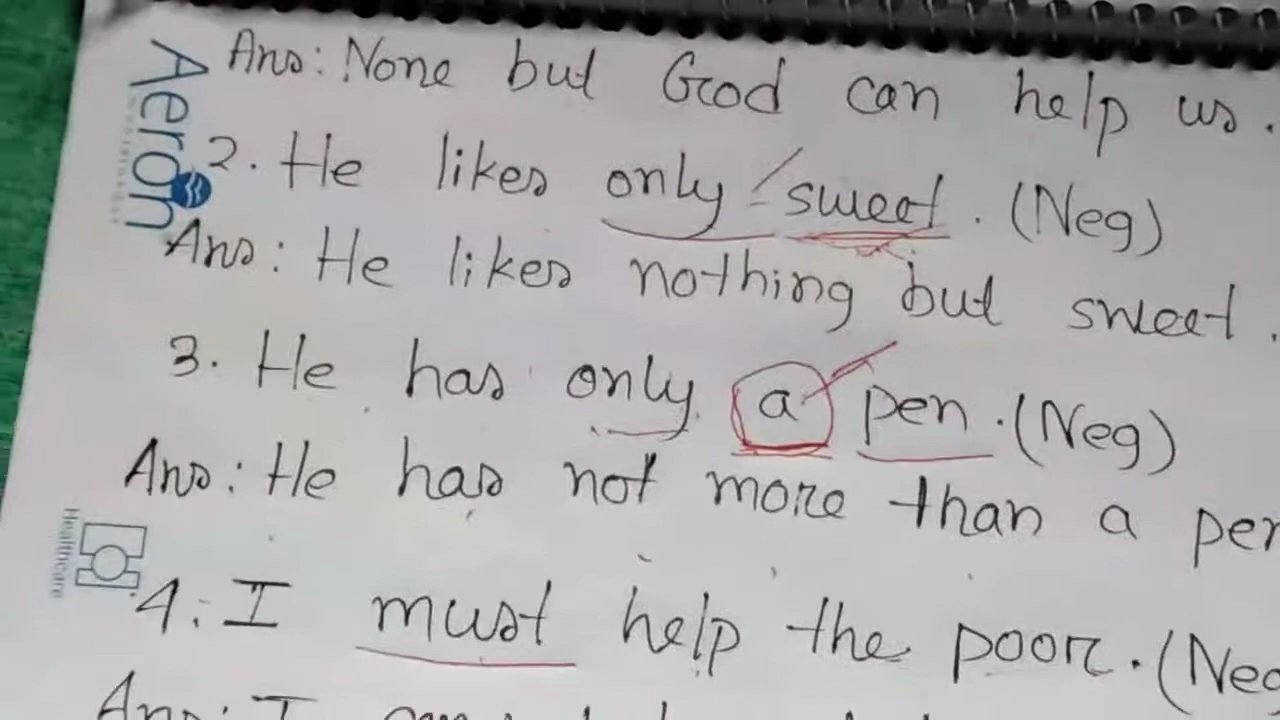 Ans: None but God can help us.
Aeron
2. He likes only sweet. (Neg)
Ans: He likes nothing but sweet.
3. He has only a pen. (Neg)
Ans: He has not more than a pen
Healthcare
4. I must help the poor. (Neg
Ans: I